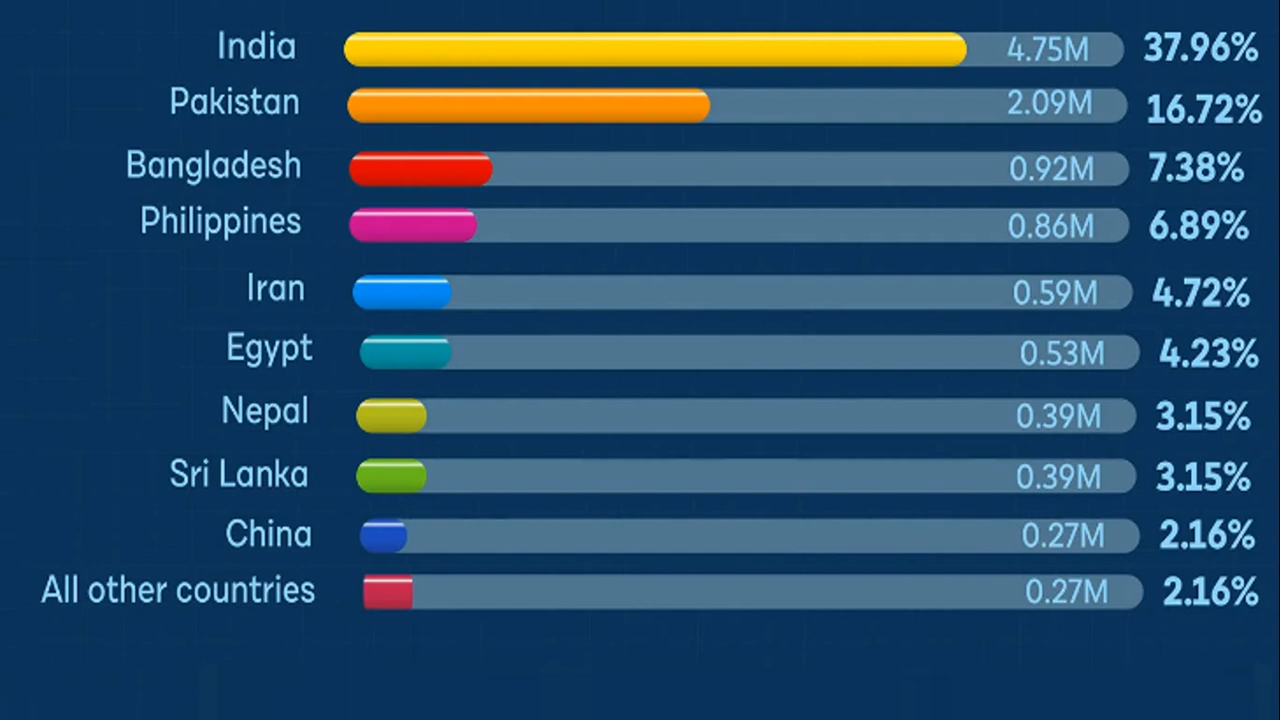 India 4.75M 37.96%
Pakistan 2.09M 16.72%
Bangladesh 0.92M 7.38%
Philippines 0.86M 6.89%
Iran 0.59M 4.72%
Egypt 0.53M 4.23%
Nepal 0.39M 3.15%
Sri Lanka 0.39M 3.15%
China 0.27M 2.16%
All other countries 0.27M 2.16%